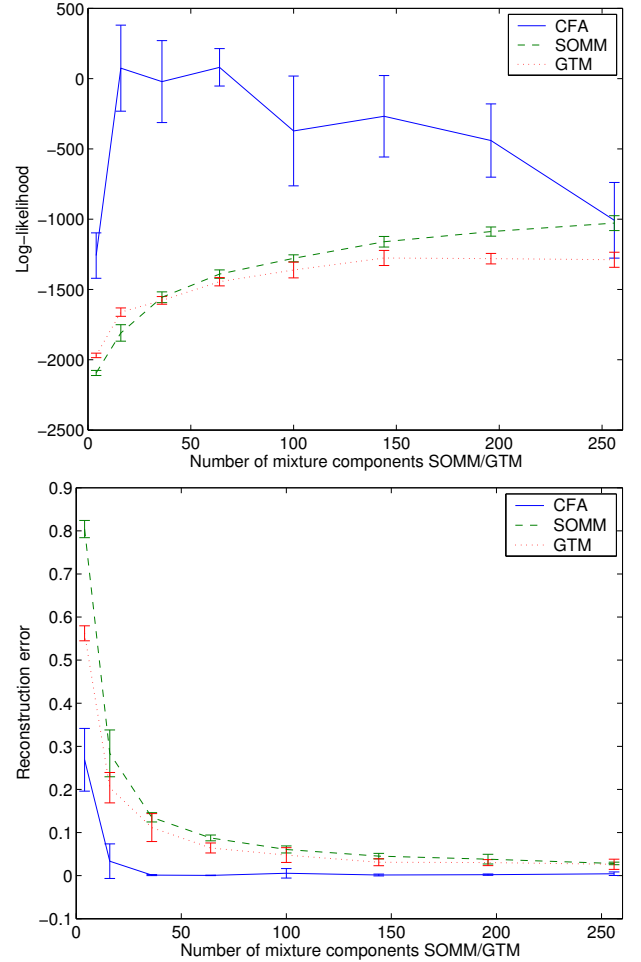 500
0
−500
−1000
−1500
−2000
−2500
Log−likelihood
CFA
SOMM
GTM
0 50 100 150 200 250
Number of mixture components SOMM/GTM
0.9
0.8
0.7
0.6
0.5
0.4
0.3
0.2
0.1
0
−0.1
Reconstruction error
CFA
SOMM
GTM
50 100 150 200 250
Number of mixture components SOMM/GTM